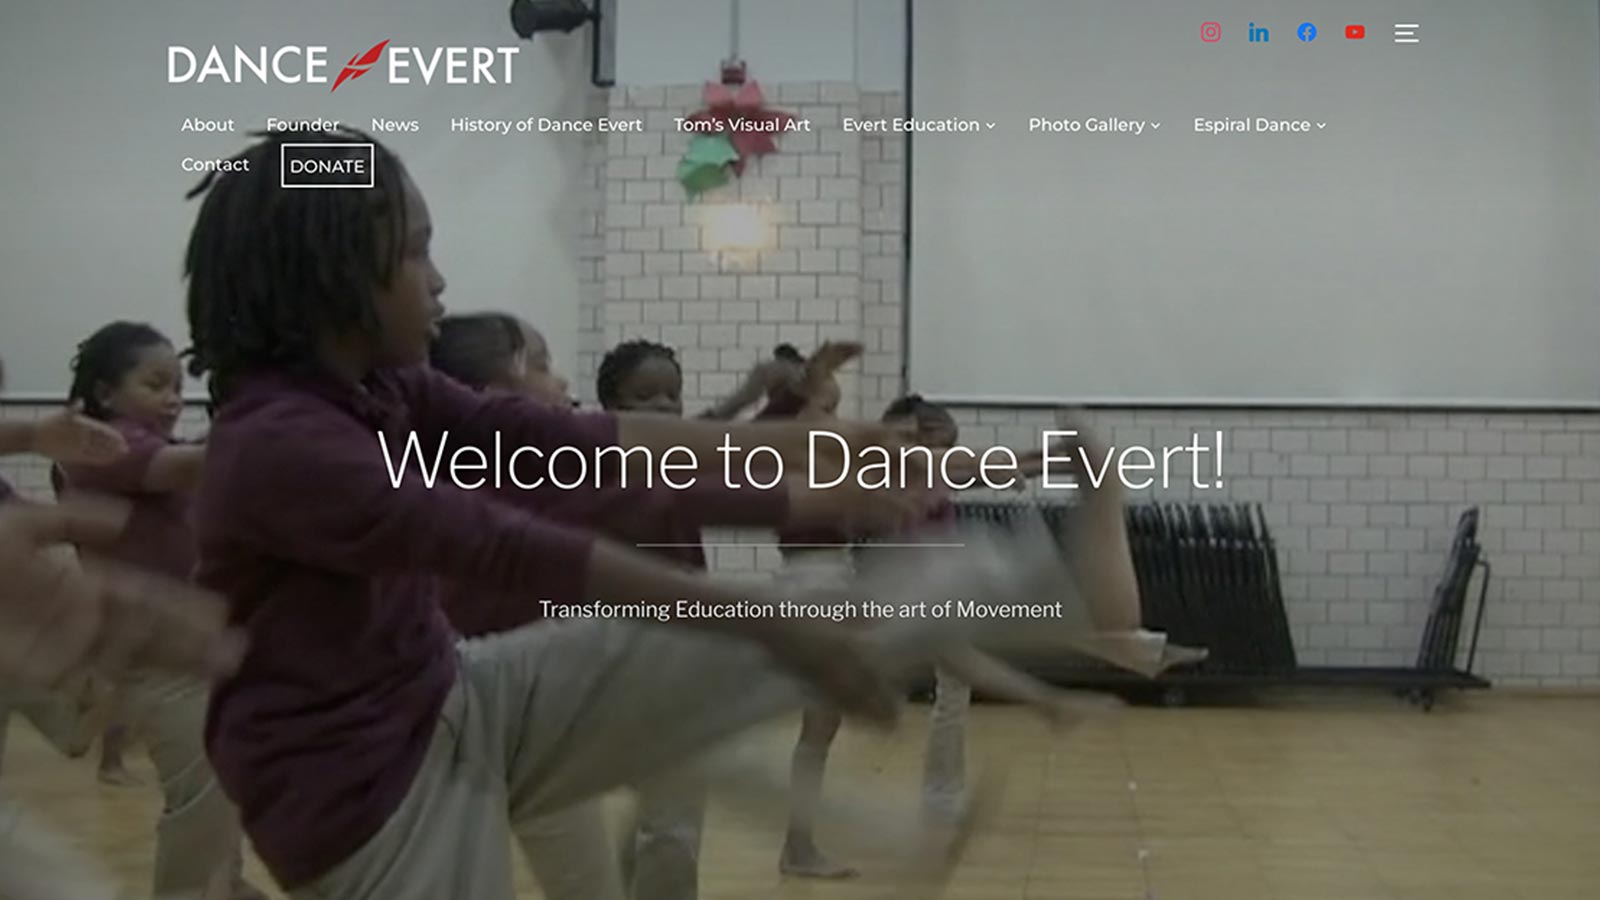 DANCE EVERT
About Founder News History of Dance Evert Tom's Visual Art Evert Education Photo Gallery Espiral Dance
Contact DONATE
Welcome to Dance Evert!
Transforming Education through the art of Movement